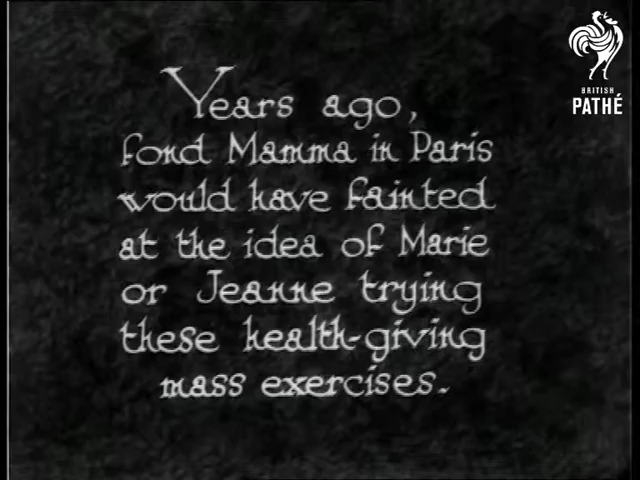 BRITISH
PATHÉ
Years ago,
fond Mamma in Paris
would have fainted
at the idea of Marie
or Jeanne trying
these health-giving
mass exercises.